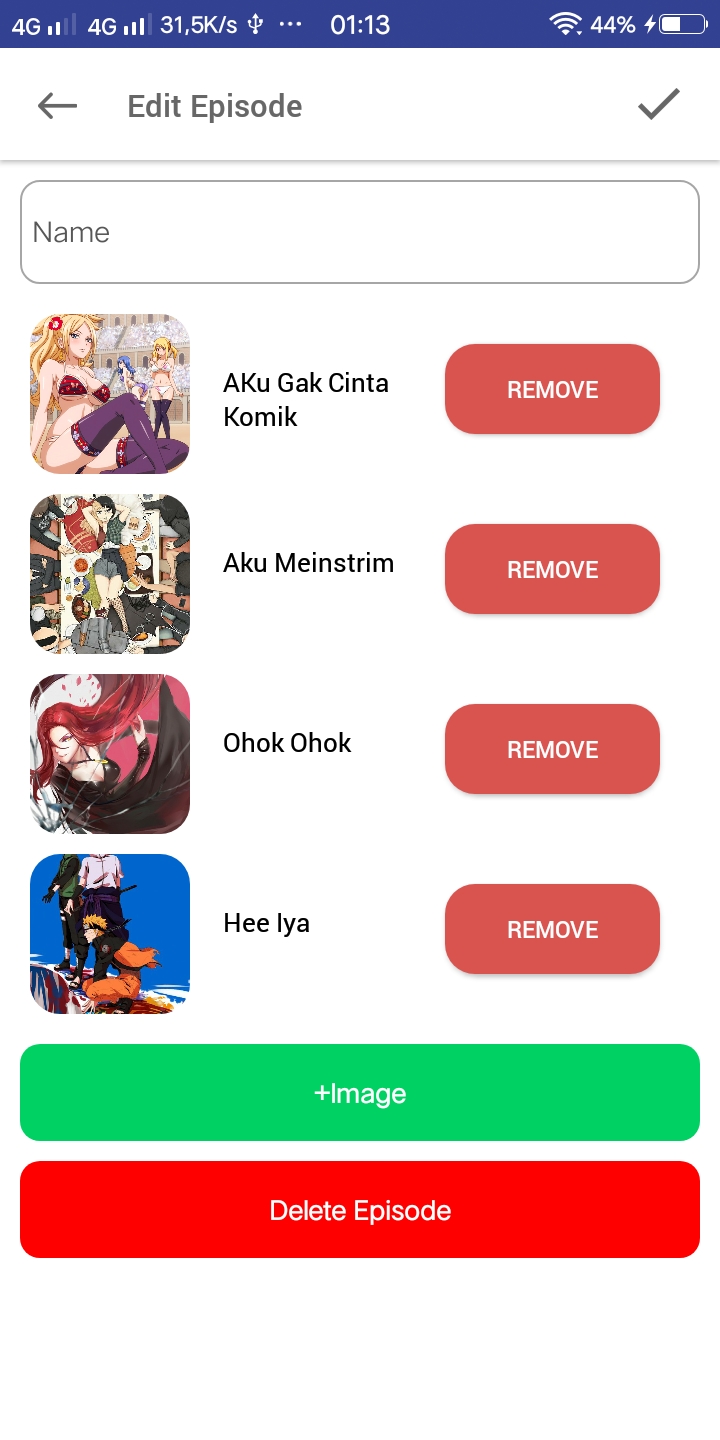 4G 4G 31,5K/s ··· 01:13 44%
Edit Episode
Name
AKu Gak Cinta
Komik
REMOVE
Aku Meinstrim
REMOVE
Ohok Ohok
REMOVE
Hee Iya
REMOVE
+Image
Delete Episode